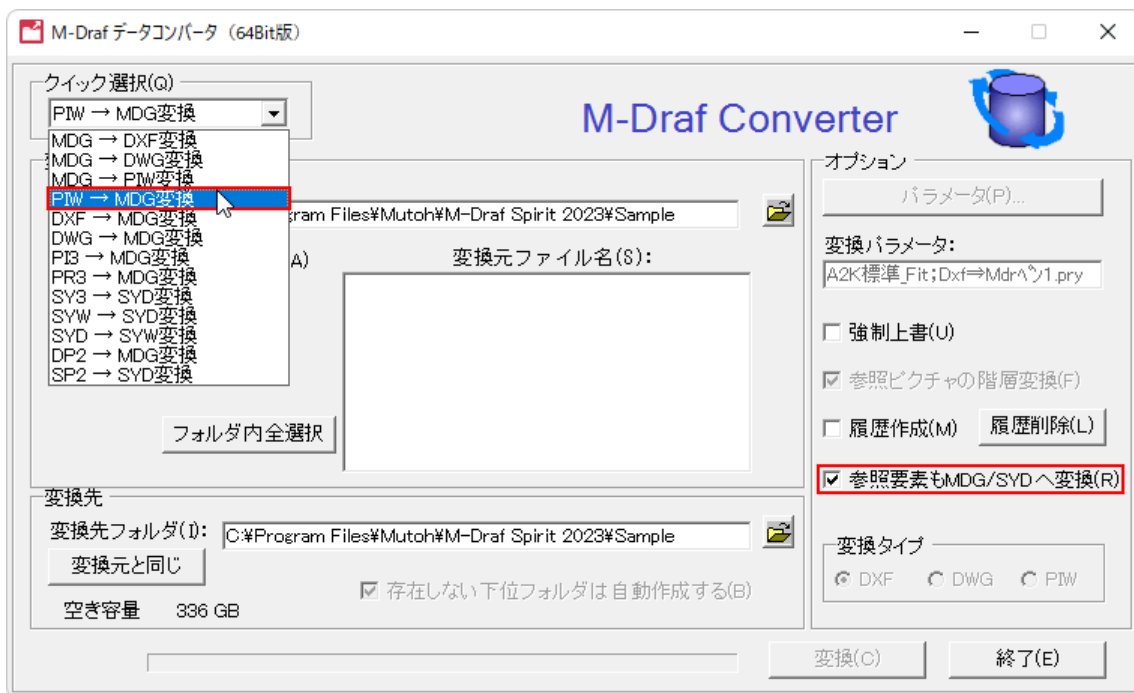 M-Draf データコンバータ（64Bit版）
クイック選択(Q)
PIW → MDG変換
M-Draf Converter
MDG → DXF変換
MDG → DWG変換
MDG → PIW変換
PIW → MDG変換
DXF → MDG変換
DWG → MDG変換
PI3 → MDG変換
PR3 → MDG変換
SY3 → SYD変換
SYW → SYD変換
SYD → SYW変換
DP2 → MDG変換
SP2 → SYD変換
Files¥Mutoh¥M-Draf Spirit 2023¥Sample
A)
変換元ファイル名(S):
フォルダ内全選択
オプション
パラメータ(P)...
変換パラメータ:
A2K標準_Fit;Dxf⇒Mdrﾍﾟﾝ1.pry
強制上書(U)
参照ピクチャの階層変換(F)
履歴作成(M)
履歴削除(L)
参照要素もMDG/SYDへ変換(R)
変換先
変換先フォルダ(I):
C:¥Program Files¥Mutoh¥M-Draf Spirit 2023¥Sample
変換元と同じ
存在しない下位フォルダは自動作成する(B)
空き容量 336 GB
変換タイプ
DXF DWG PIW
変換(C)
終了(E)